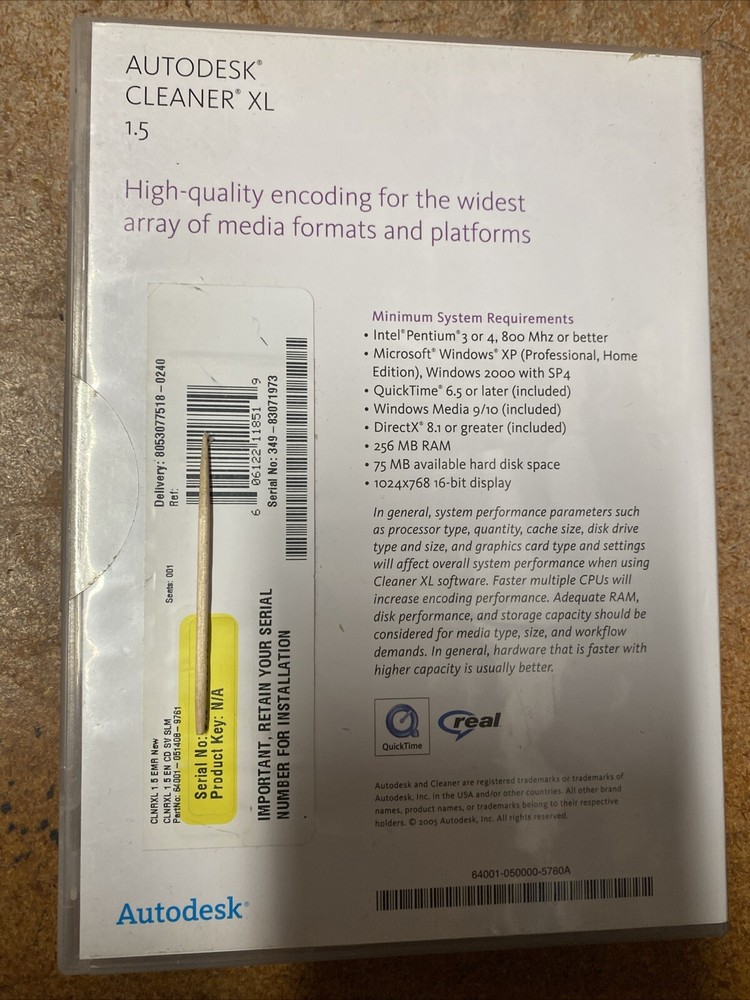 AUTODESK®
CLEANER® XL
1.5
High-quality encoding for the widest
array of media formats and platforms
Delivery: 8053077518-0240
Ref:
6 06122 11851 9
Serial No: 349-83071973
Seats: 001
CLNRXL 1.5 EMR New
CLNRXL 1.5 EN CD SV SLM
PartNo: 64001-051408-9761
Serial No:
Product Key: N/A
IMPORTANT, RETAIN YOUR SERIAL
NUMBER FOR INSTALLATION
Minimum System Requirements
• Intel® Pentium® 3 or 4, 800 Mhz or better
• Microsoft® Windows® XP (Professional, Home
Edition), Windows 2000 with SP4
• QuickTime® 6.5 or later (included)
• Windows Media 9/10 (included)
• DirectX® 8.1 or greater (included)
• 256 MB RAM
• 75 MB available hard disk space
• 1024x768 16-bit display
In general, system performance parameters such
as processor type, quantity, cache size, disk drive
type and size, and graphics card type and settings
will affect overall system performance when using
Cleaner XL software. Faster multiple CPUs will
increase encoding performance. Adequate RAM,
disk performance, and storage capacity should be
considered for media type, size, and workflow
demands. In general, hardware that is faster with
higher capacity is usually better.
QuickTime
real
Autodesk and Cleaner are registered trademarks or trademarks of
Autodesk, Inc. in the USA and/or other countries. All other brand
names, product names, or trademarks belong to their respective
holders. © 2005 Autodesk, Inc. All rights reserved.
64001-050000-5760A
Autodesk®